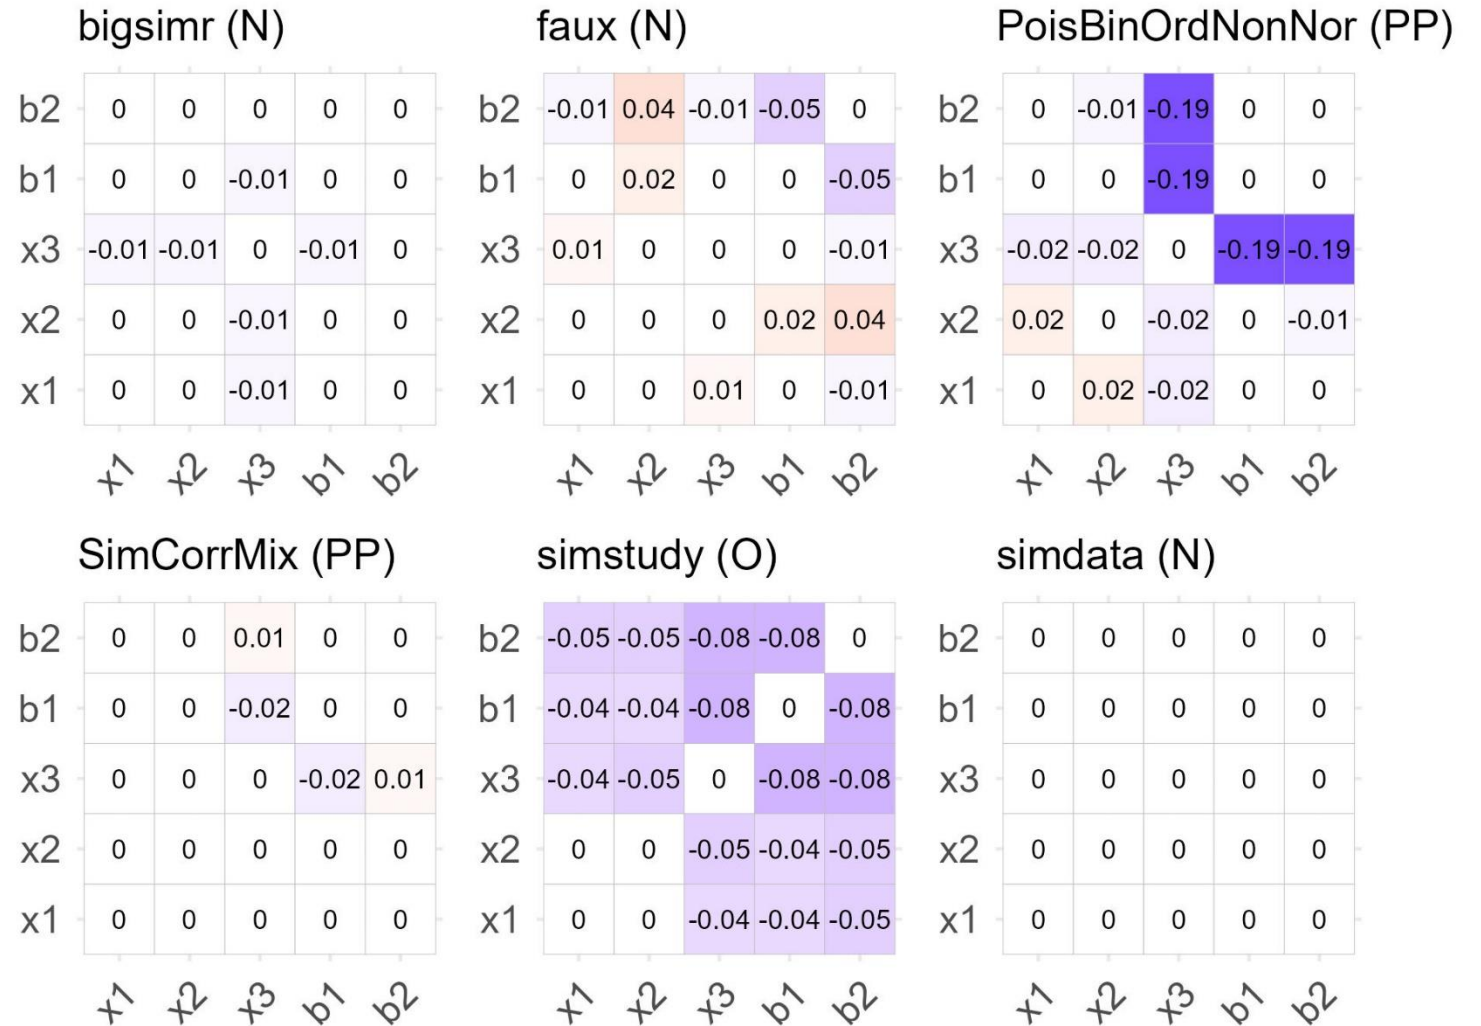 bigsimr (N) faux (N) PoisBinOrdNonNor (PP)
b2 0 0 0 0 0 b2 -0.01 0.04 -0.01 -0.05 0 b2 0 -0.01 -0.19 0 0
b1 0 0 -0.01 0 0 b1 0 0.02 0 0 -0.05 b1 0 0 -0.19 0 0
x3 -0.01 -0.01 0 -0.01 0 x3 0.01 0 0 0 -0.01 x3 -0.02 -0.02 0 -0.19 -0.19
x2 0 0 -0.01 0 0 x2 0 0 0 0.02 0.04 x2 0.02 0 -0.02 0 -0.01
x1 0 0 -0.01 0 0 x1 0 0 0.01 0 -0.01 x1 0 0.02 -0.02 0 0
x1 x2 x3 b1 b2 x1 x2 x3 b1 b2 x1 x2 x3 b1 b2
SimCorrMix (PP) simstudy (O) simdata (N)
b2 0 0 0.01 0 0 b2 -0.05 -0.05 -0.08 -0.08 0 b2 0 0 0 0 0
b1 0 0 -0.02 0 0 b1 -0.04 -0.04 -0.08 0 -0.08 b1 0 0 0 0 0
x3 0 0 0 -0.02 0.01 x3 -0.04 -0.05 0 -0.08 -0.08 x3 0 0 0 0 0
x2 0 0 0 0 0 x2 0 0 -0.05 -0.04 -0.05 x2 0 0 0 0 0
x1 0 0 0 0 0 x1 0 0 -0.04 -0.04 -0.05 x1 0 0 0 0 0
x1 x2 x3 b1 b2 x1 x2 x3 b1 b2 x1 x2 x3 b1 b2